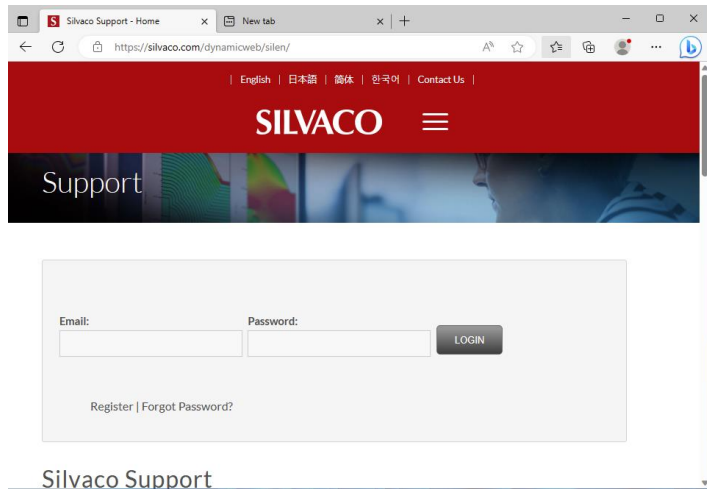 Silvaco Support - Home
New tab
https://silvaco.com/dynamicweb/silen/
| English | 日本語 | 简体 | 한국어 | Contact Us |
SILVACO
Support
Email:
Password:
LOGIN
Register | Forgot Password?
Silvaco Support